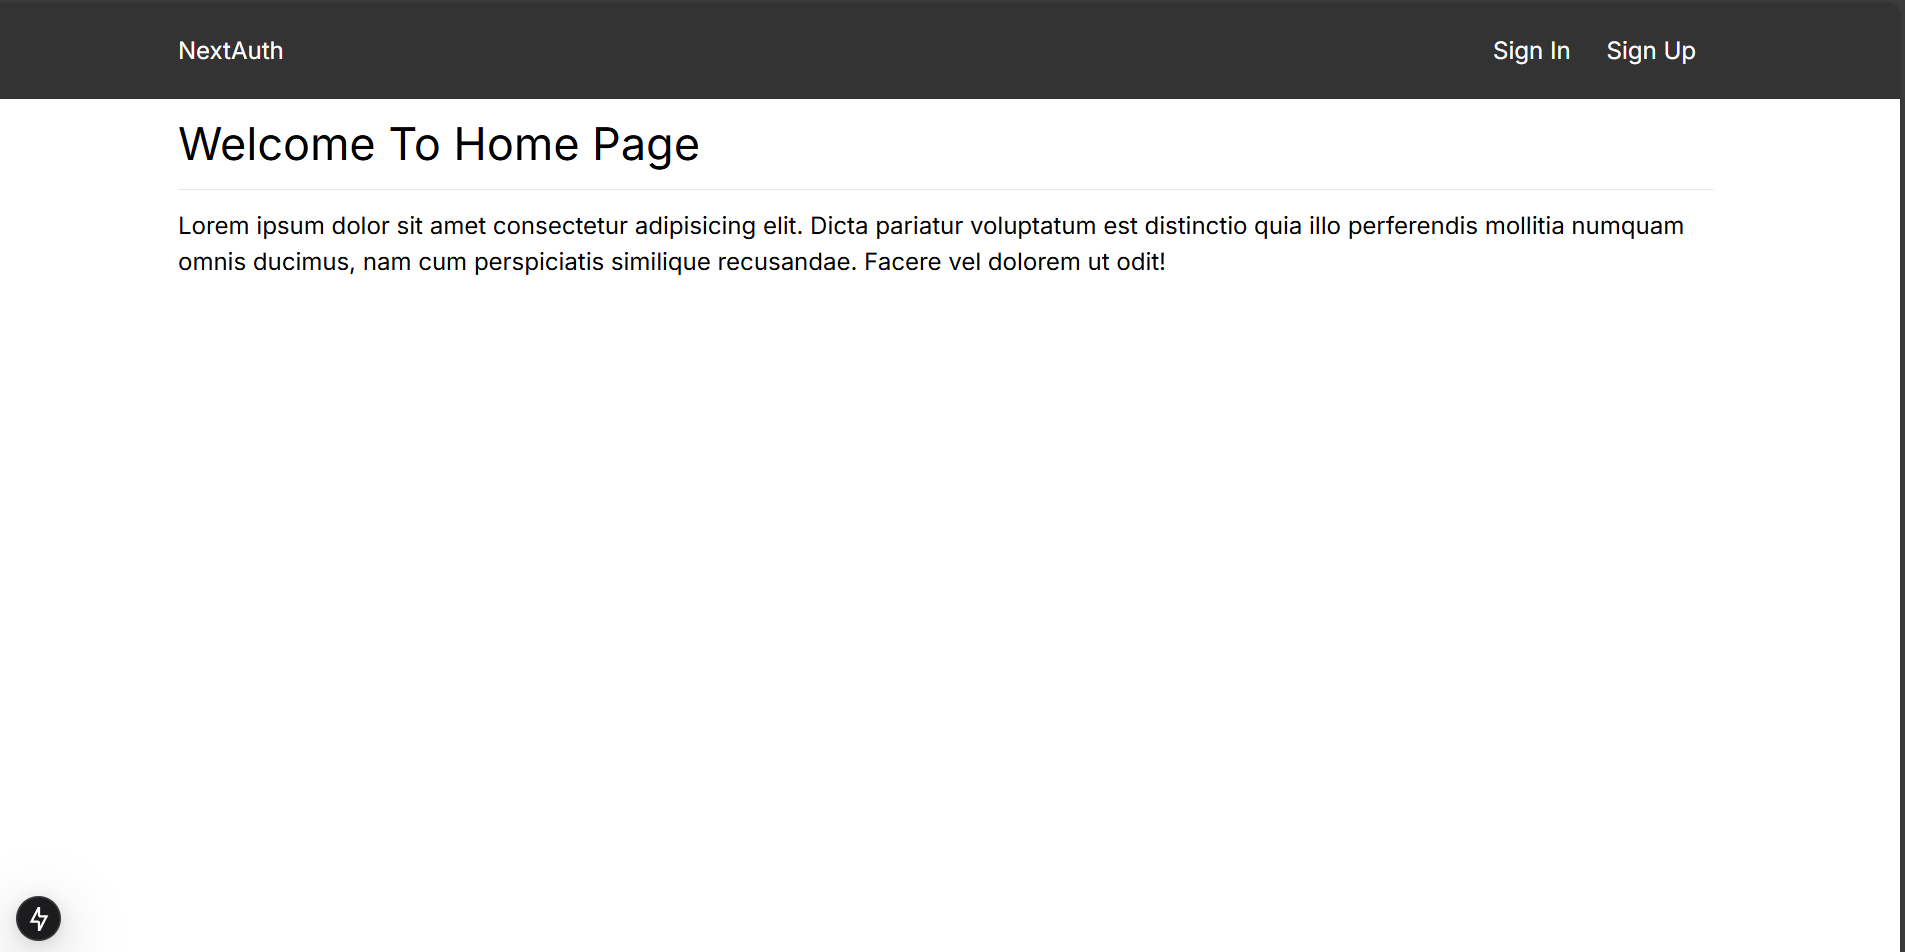 NextAuth
Sign In
Sign Up
Welcome To Home Page
Lorem ipsum dolor sit amet consectetur adipisicing elit. Dicta pariatur voluptatum est distinctio quia illo perferendis mollitia numquam
omnis ducimus, nam cum perspiciatis similique recusandae. Facere vel dolorem ut odit!